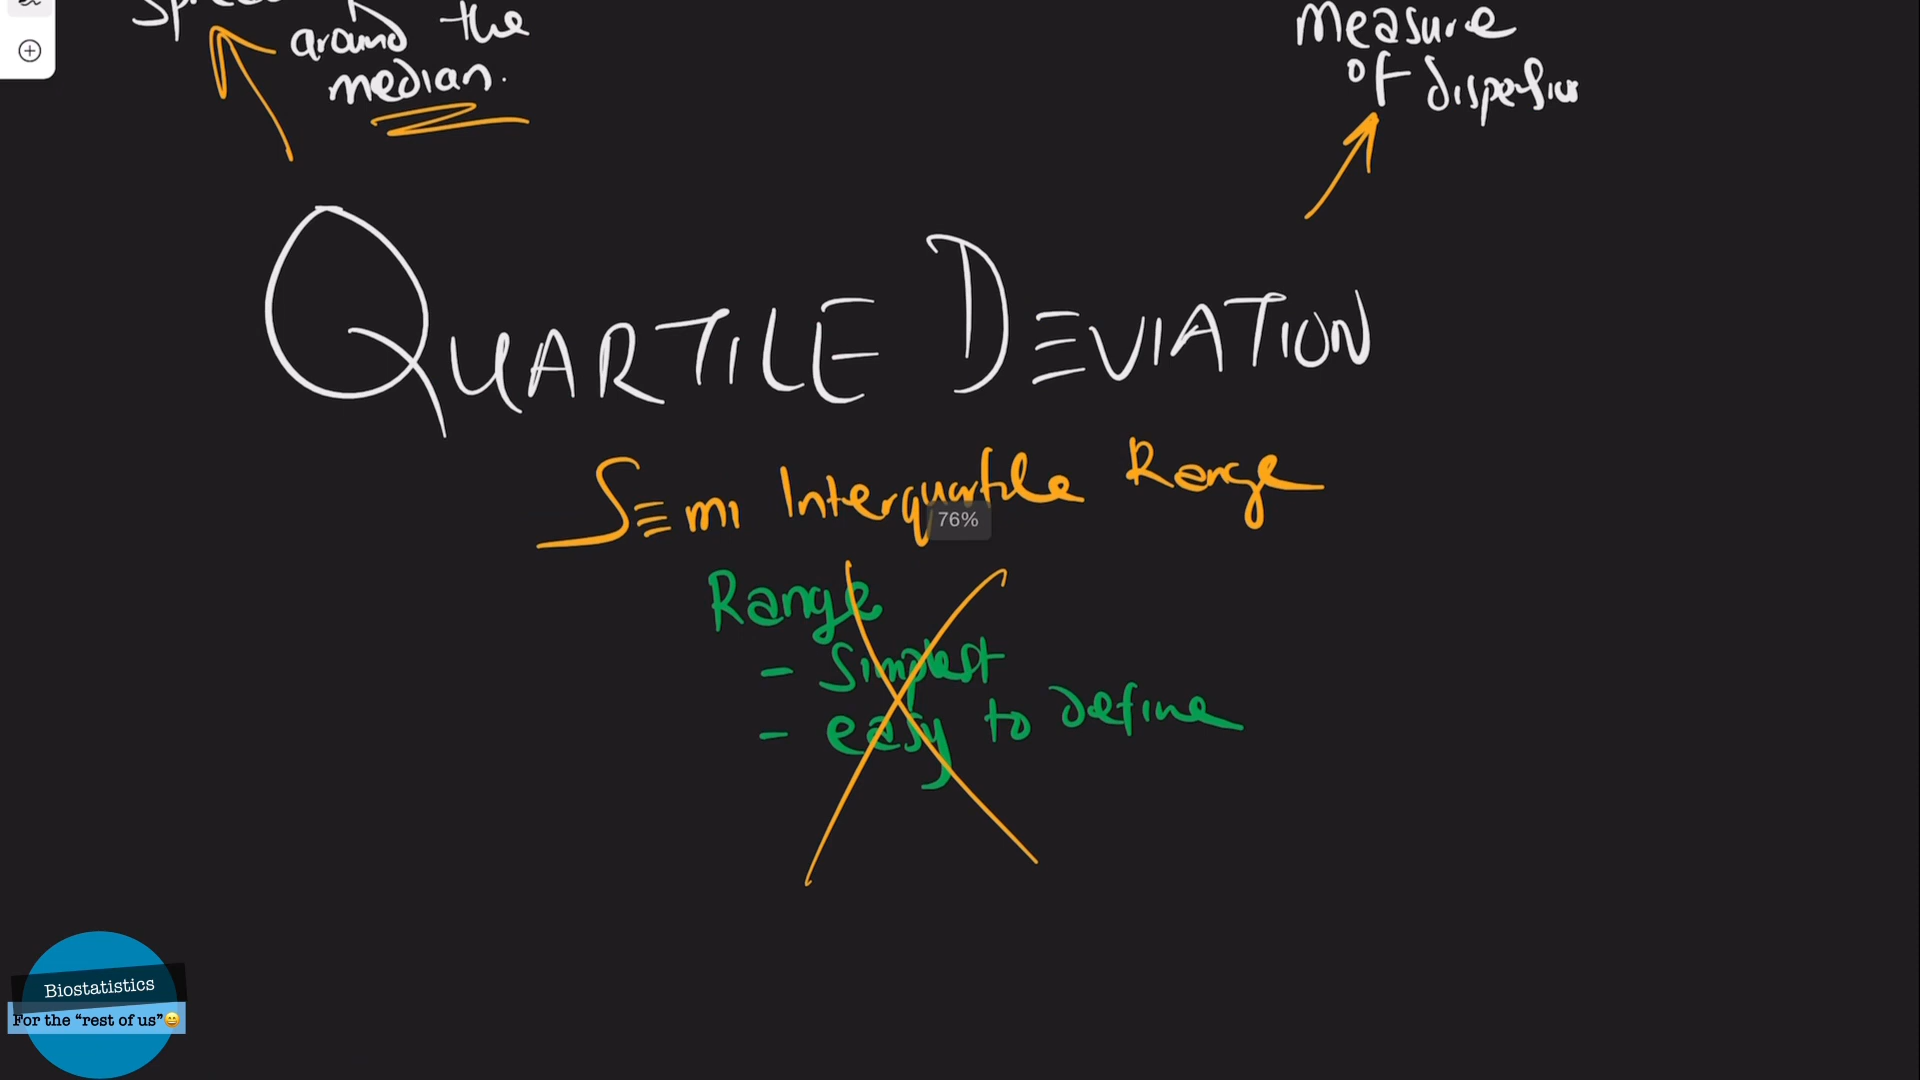 around the
median.
Measure
of dispersion
QUARTILE DEVIATION
Semi Interquartile Range
76%
Range
- Simplest
- easy to define
Biostatistics
For the “rest of us”😄